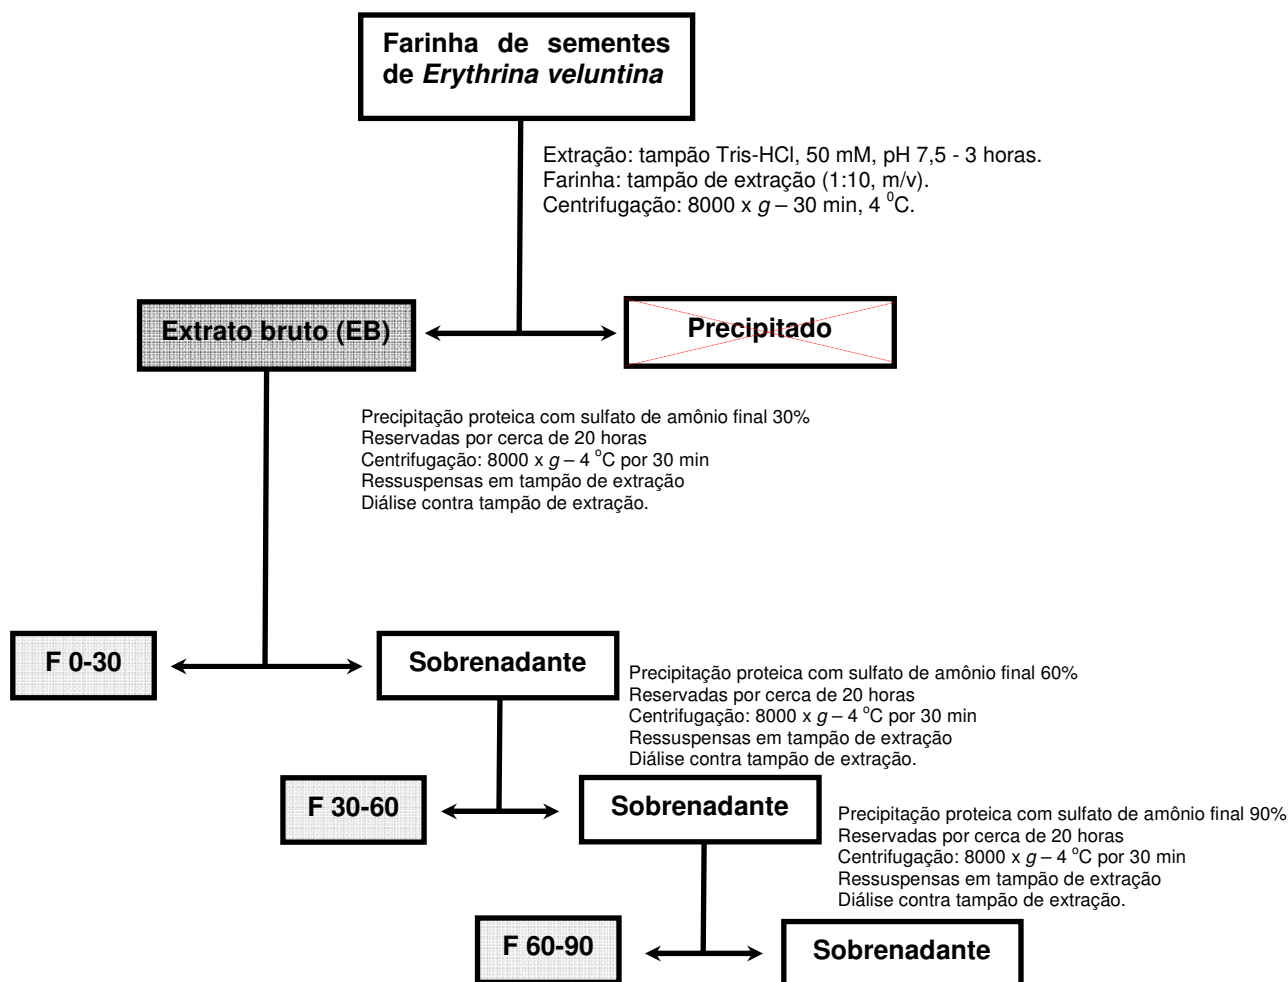 Farinha de sementes
de Erythrina veluntina
Extração: tampão Tris-HCl, 50 mM, pH 7,5 - 3 horas.
Farinha: tampão de extração (1:10, m/v).
Centrifugação: 8000 x g – 30 min, 4 ⁰C.
Extrato bruto (EB)
Precipitado
Precipitação proteica com sulfato de amônio final 30%
Reservadas por cerca de 20 horas
Centrifugação: 8000 x g – 4 ºC por 30 min
Ressuspensas em tampão de extração
Diálise contra tampão de extração.
F 0-30
Sobrenadante
Precipitação proteica com sulfato de amônio final 60%
Reservadas por cerca de 20 horas
Centrifugação: 8000 x g – 4 ºC por 30 min
Ressuspensas em tampão de extração
Diálise contra tampão de extração.
F 30-60
Sobrenadante
Precipitação proteica com sulfato de amônio final 90%
Reservadas por cerca de 20 horas
Centrifugação: 8000 x g – 4 ºC por 30 min
Ressuspensas em tampão de extração
Diálise contra tampão de extração.
F 60-90
Sobrenadante